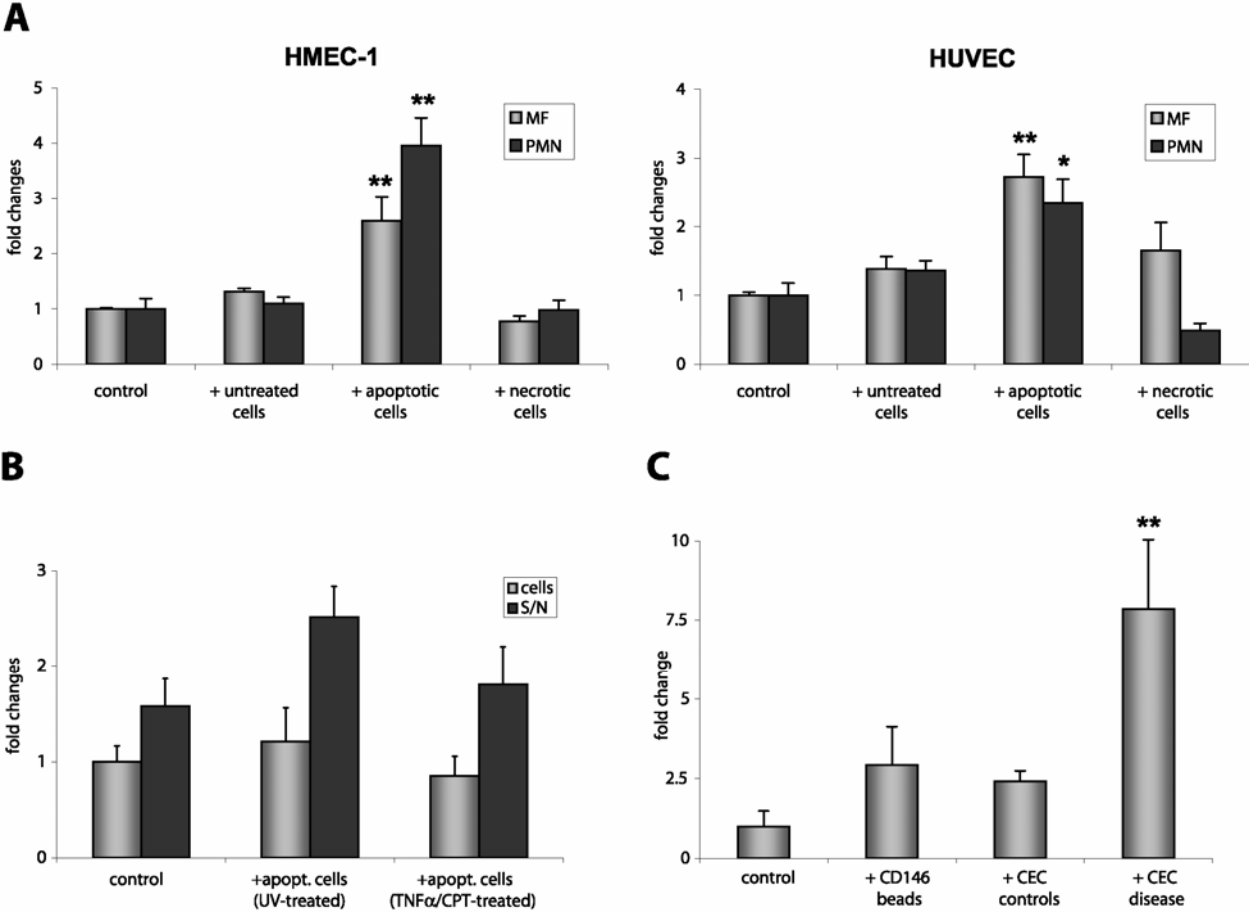 A
HMEC-1
fold changes
5
4
3
2
1
0
**
**
MF
PMN
control
+ untreated
cells
+ apoptotic
cells
+ necrotic
cells
HUVEC
fold changes
4
3
2
1
0
**
*
MF
PMN
control
+ untreated
cells
+ apoptotic
cells
+ necrotic
cells
B
fold changes
3
2
1
0
cells
S/N
control
+apopt. cells
(UV-treated)
+apopt. cells
(TNFα/CPT-treated)
C
fold change
10
7.5
5
2.5
0
**
control
+ CD146
beads
+ CEC
controls
+ CEC
disease